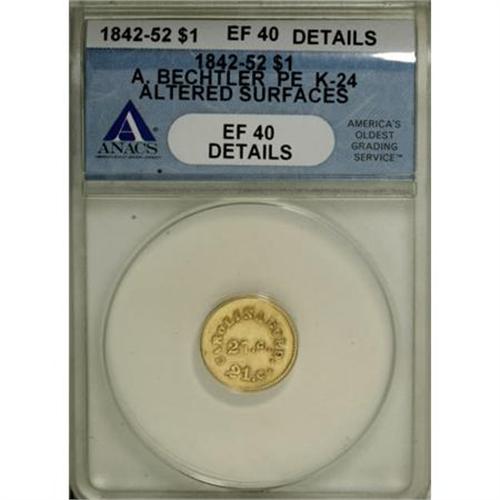 1842-52 $1 EF 40 DETAILS
1842-52 $1
A. BECHTLER PE K-24
ALTERED SURFACES
ANACS
EF 40
DETAILS
AMERICA'S
OLDEST
GRADING
SERVICE™
27.G.
21.C.